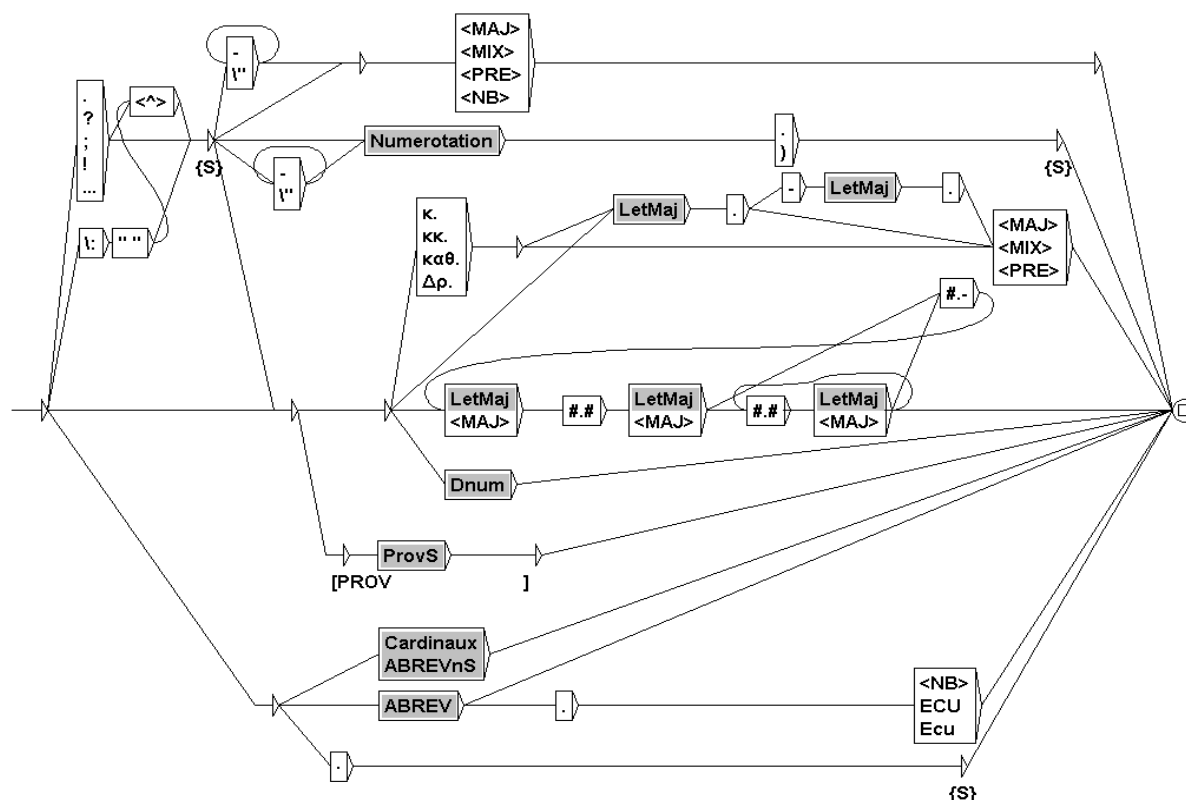 -
\"
<MAJ>
<MIX>
<PRE>
<NB>
.
?
;
!
...
<^>
{S}
-
\"
Numerotation
.
)
{S}
\:
" "
κ.
κκ.
καθ.
Δρ.
LetMaj
.
-
LetMaj
.
<MAJ>
<MIX>
<PRE>
#.-
LetMaj
<MAJ>
#.#
LetMaj
<MAJ>
#.#
LetMaj
<MAJ>
Dnum
ProvS
[PROV
]
Cardinaux
ABREVnS
ABREV
.
<NB>
ECU
Ecu
.
{S}